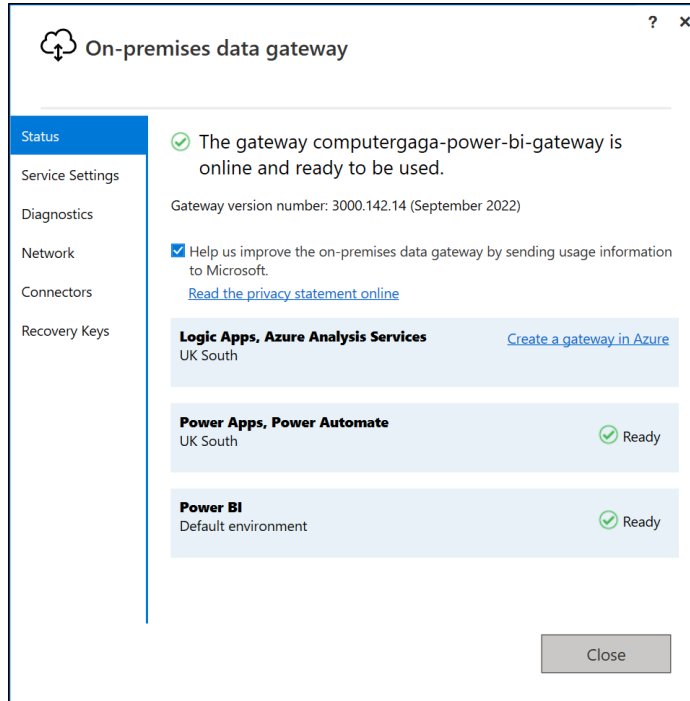 ? ×
On-premises data gateway
Status
Service Settings
Diagnostics
Network
Connectors
Recovery Keys
The gateway computergaga-power-bi-gateway is
online and ready to be used.
Gateway version number: 3000.142.14 (September 2022)
Help us improve the on-premises data gateway by sending usage information
to Microsoft.
Read the privacy statement online
Logic Apps, Azure Analysis Services
UK South
Create a gateway in Azure
Power Apps, Power Automate
UK South
Ready
Power BI
Default environment
Ready
Close